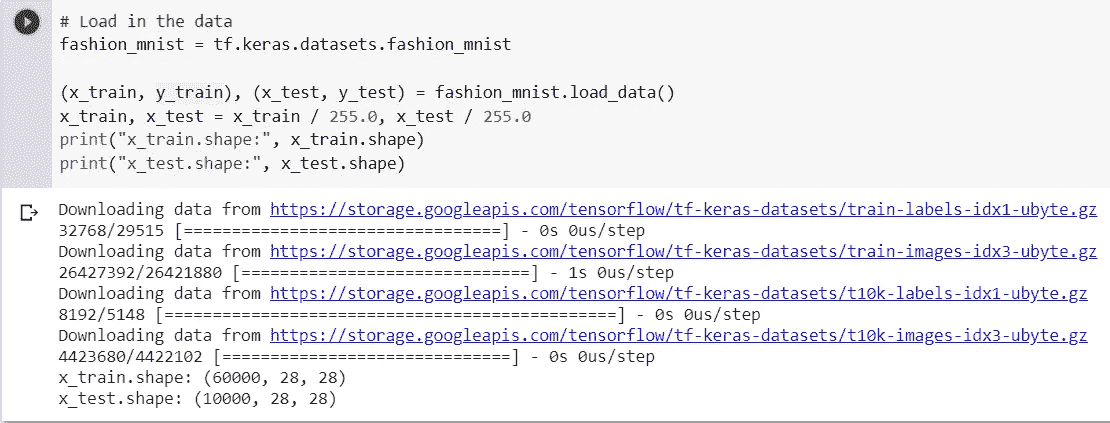 # Load in the data
fashion_mnist = tf.keras.datasets.fashion_mnist
(x_train, y_train), (x_test, y_test) = fashion_mnist.load_data()
x_train, x_test = x_train / 255.0, x_test / 255.0
print("x_train.shape:", x_train.shape)
print("x_test.shape:", x_test.shape)
Downloading data from https://storage.googleapis.com/tensorflow/tf-keras-datasets/train-labels-idx1-ubyte.gz
32768/29515 [=================================] - 0s 0us/step
Downloading data from https://storage.googleapis.com/tensorflow/tf-keras-datasets/train-images-idx3-ubyte.gz
26427392/26421880 [==============================] - 1s 0us/step
Downloading data from https://storage.googleapis.com/tensorflow/tf-keras-datasets/t10k-labels-idx1-ubyte.gz
8192/5148 [===============================================] - 0s 0us/step
Downloading data from https://storage.googleapis.com/tensorflow/tf-keras-datasets/t10k-images-idx3-ubyte.gz
4423680/4422102 [==============================] - 0s 0us/step
x_train.shape: (60000, 28, 28)
x_test.shape: (10000, 28, 28)